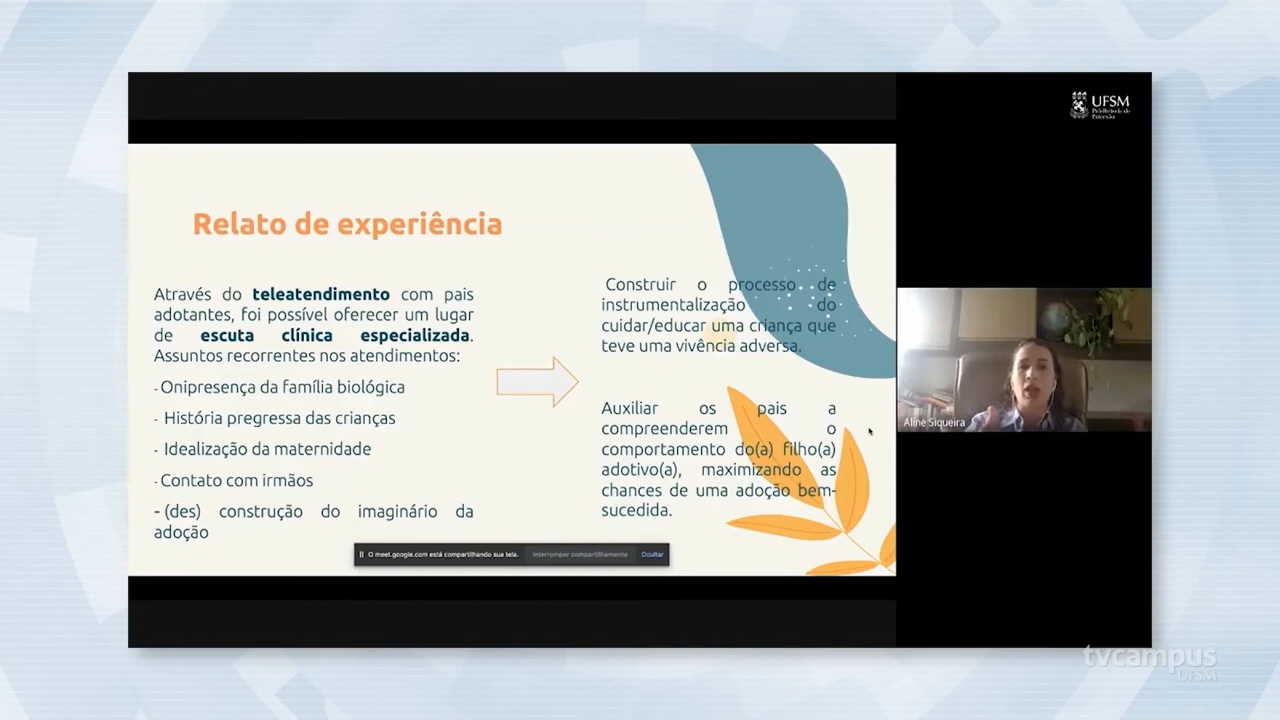 UFSM
Pró-Reitoria de
Extensão
Relato de experiência
Através do teleatendimento com pais
adotantes, foi possível oferecer um lugar
de escuta clínica especializada.
Assuntos recorrentes nos atendimentos:
- Onipresença da família biológica
- História pregressa das crianças
- Idealização da maternidade
- Contato com irmãos
- (des) construção do imaginário da
adoção
Construir o processo de
instrumentalização do
cuidar/educar uma criança que
teve uma vivência adversa.
Auxiliar os pais a
compreenderem o
comportamento do(a) filho(a)
adotivo(a), maximizando as
chances de uma adoção bem-
sucedida.
Aline Siqueira
O meet.google.com está compartilhando sua tela. Interromper compartilhamento Ocultar
tvcampus
UFSM